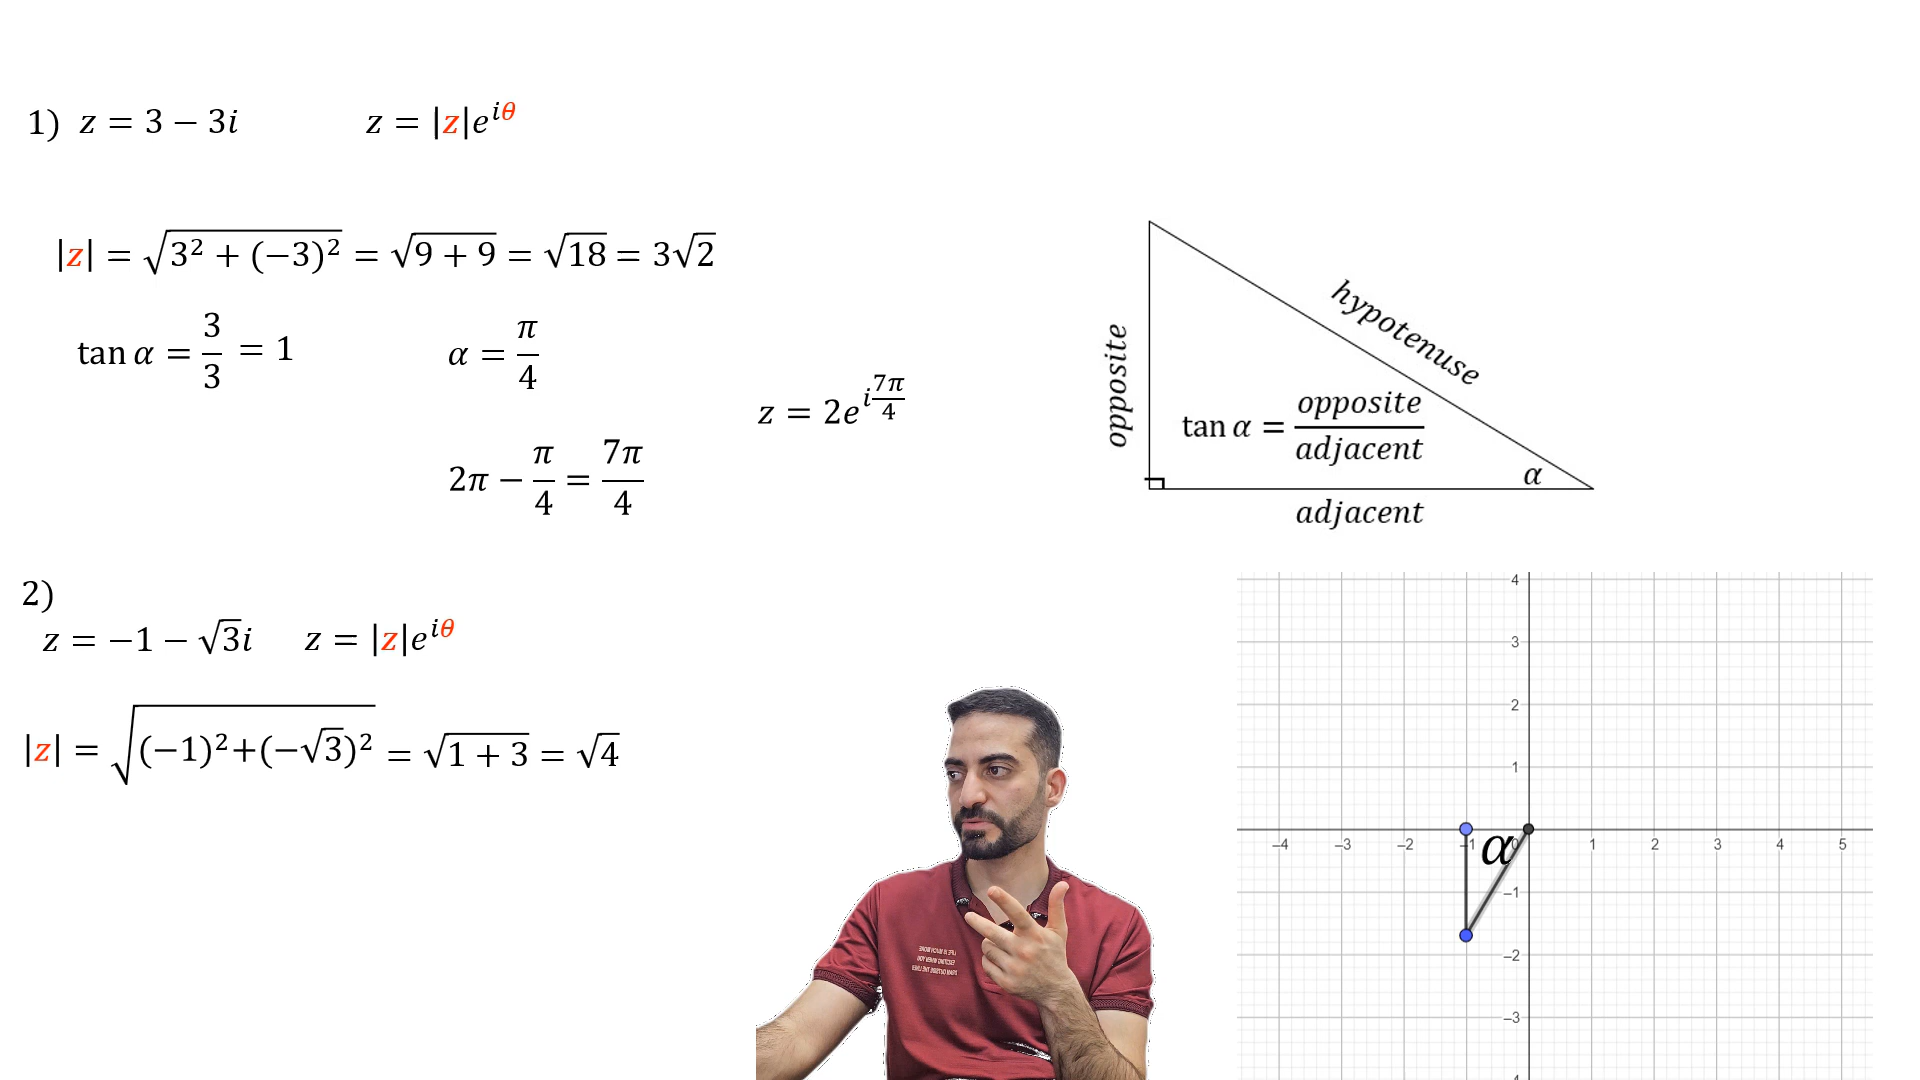 1) z = 3 − 3i z = |z|e^{iθ}
|z| = √(3² + (−3)²) = √(9 + 9) = √18 = 3√2
tan α = 3/3 = 1 α = π/4
z = 2e^{i7π/4}
2π − π/4 = 7π/4
opposite
hypotenuse
tan α = opposite/adjacent
α
adjacent
2)
z = −1 − √3i z = |z|e^{iθ}
|z| = √((−1)²+(−√3)²) = √(1 + 3) = √4
4
3
2
1
α
−4 −3 −2 −1 0 1 2 3 4 5
−1
−2
−3